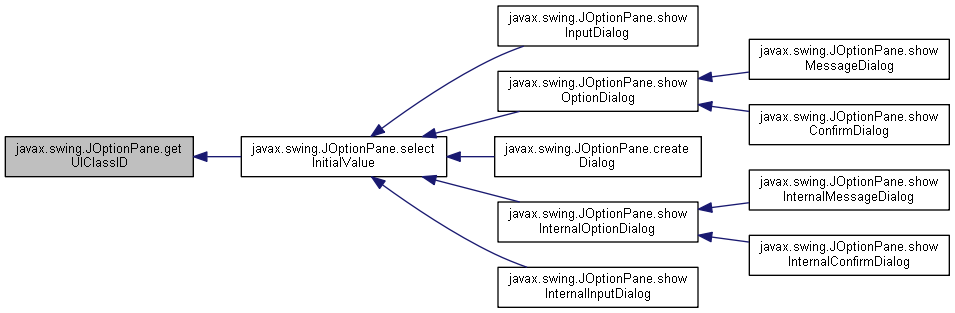 javax.swing.JOptionPane.get
UIClassID
javax.swing.JOptionPane.select
InitialValue
javax.swing.JOptionPane.show
InputDialog
javax.swing.JOptionPane.show
OptionDialog
javax.swing.JOptionPane.show
MessageDialog
javax.swing.JOptionPane.show
ConfirmDialog
javax.swing.JOptionPane.create
Dialog
javax.swing.JOptionPane.show
InternalOptionDialog
javax.swing.JOptionPane.show
InternalMessageDialog
javax.swing.JOptionPane.show
InternalConfirmDialog
javax.swing.JOptionPane.show
InternalInputDialog